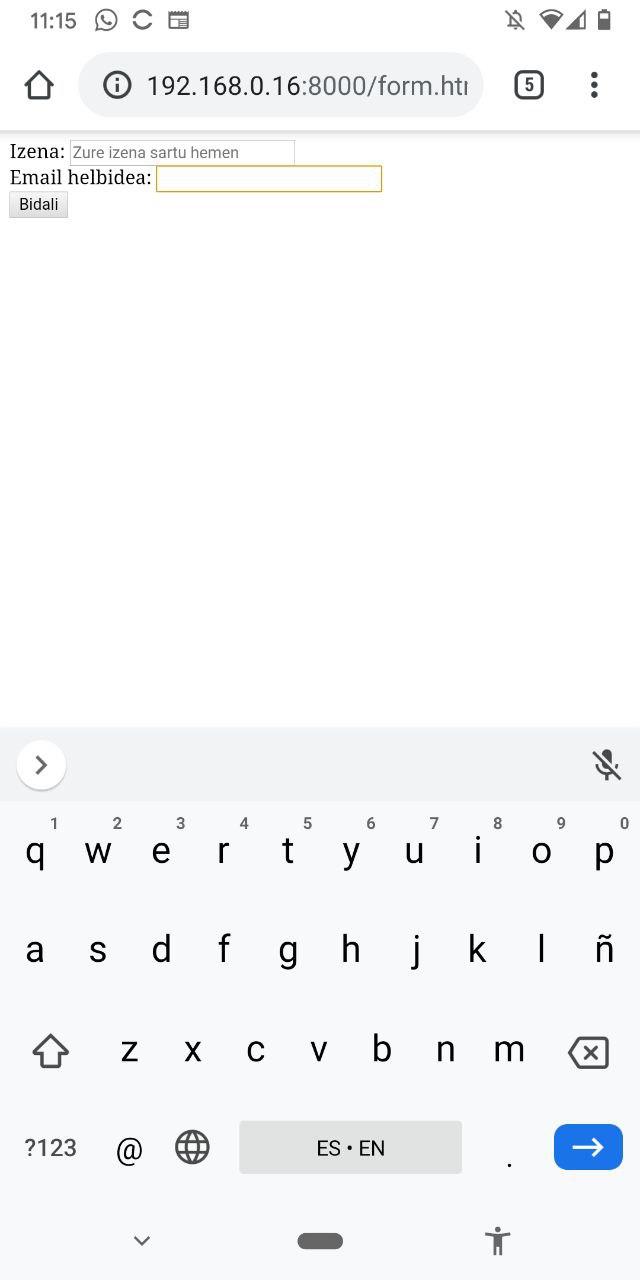 11:15
192.168.0.16:8000/form.htm
5
Izena: Zure izena sartu hemen
Email helbidea:
Bidali
1 2 3 4 5 6 7 8 9 0
q w e r t y u i o p
a s d f g h j k l ñ
z x c v b n m
?123 @ ES • EN .